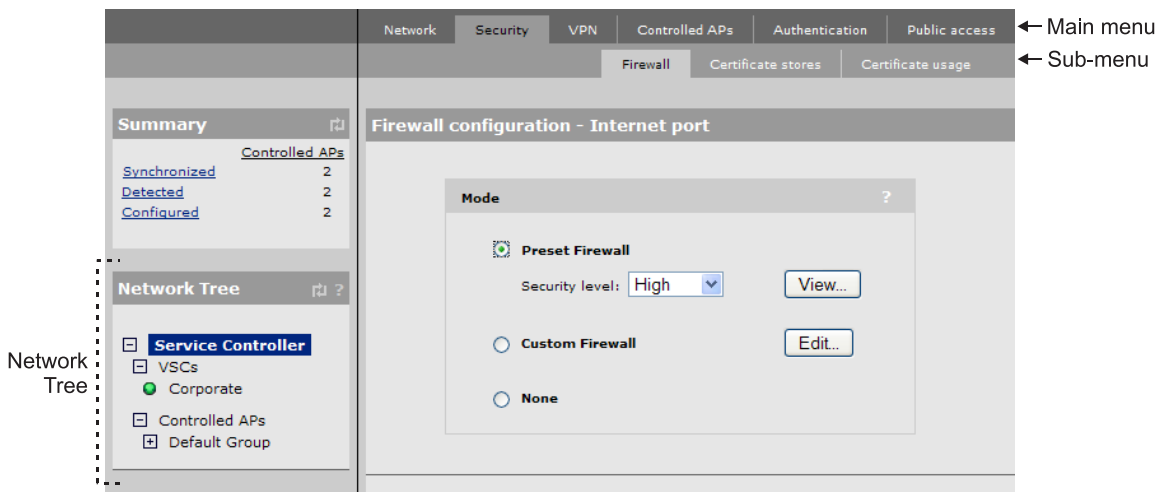 Network Security VPN Controlled APs Authentication Public access
Main menu
Firewall Certificate stores Certificate usage
Sub-menu
Summary
Controlled APs
Synchronized 2
Detected 2
Configured 2
Network Tree ?
Service Controller
VSCs
Corporate
Controlled APs
Default Group
Network
Tree
Firewall configuration - Internet port
Mode ?
Preset Firewall
Security level: High View...
Custom Firewall Edit...
None